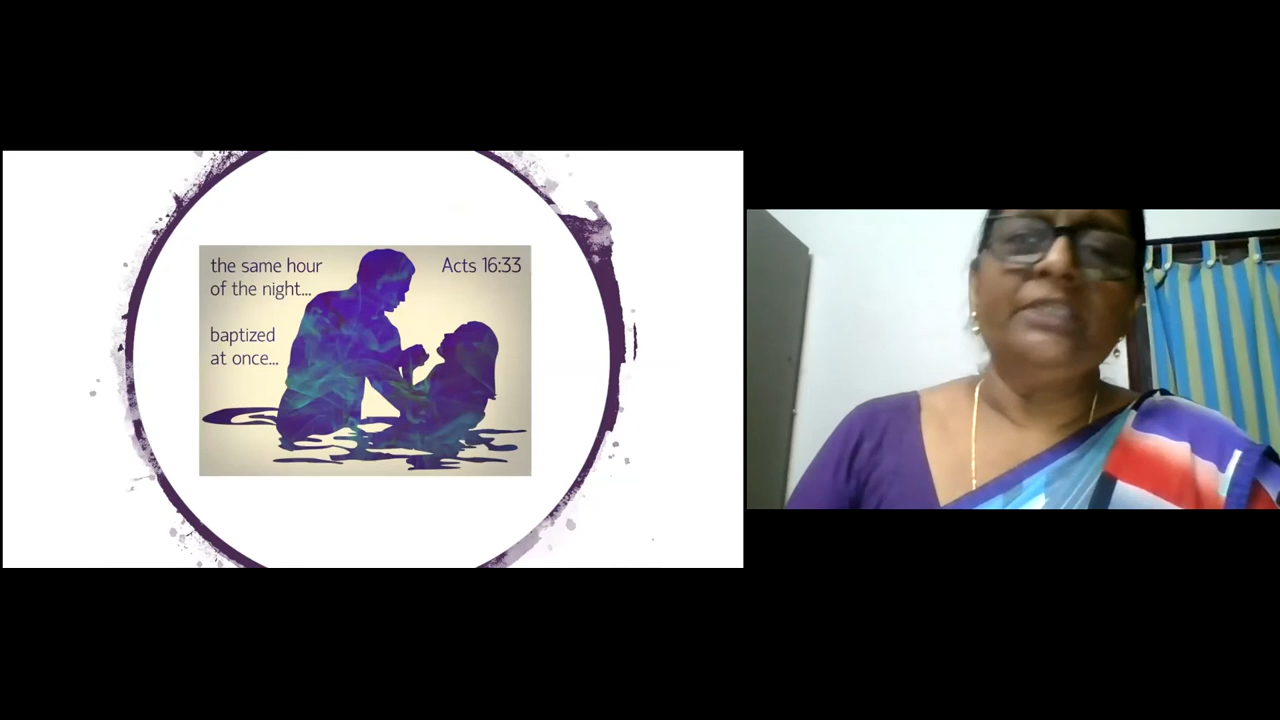 the same hour
of the night...
baptized
at once...
Acts 16:33